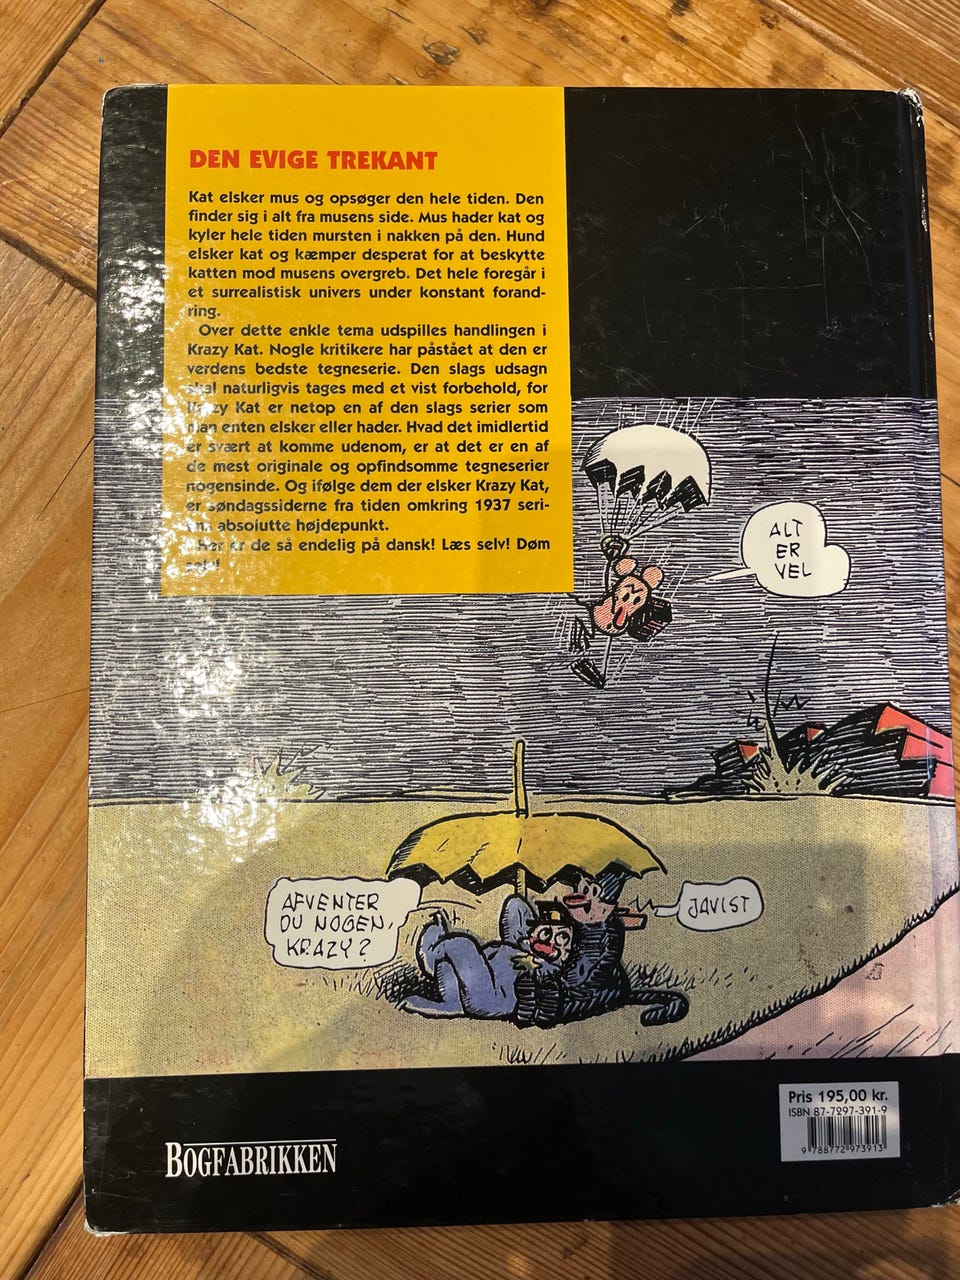 DEN EVIGE TREKANT
Kat elsker mus og opsøger den hele tiden. Den
finder sig i alt fra musens side. Mus hader kat og
kyler hele tiden mursten i nakken på den. Hund
elsker kat og kæmper desperat for at beskytte
katten mod musens overgreb. Det hele foregår i
et surrealistisk univers under konstant forand-
ring.
Over dette enkle tema udspilles handlingen i
Krazy Kat. Nogle kritikere har påstået at den er
verdens bedste tegneserie. Den slags udsagn
skal naturligvis tages med et vist forbehold, for
Krazy Kat er netop en af den slags serier som
man enten elsker eller hader. Hvad det imidlertid
er svært at komme udenom, er at det er en af
de mest originale og opfindsomme tegneserier
nogensinde. Og ifølge dem der elsker Krazy Kat,
er søndagssiderne fra tiden omkring 1937 seri-
ens absolutte højdepunkt.
Her er de så endelig på dansk! Læs selv! Døm
ALT
ER
VEL
AFVENTER
DU NOGEN,
KRAZY?
JAVIST
BOGFABRIKKEN
Pris 195,00 kr.
ISBN 87-7297-391-9
9 788772 973913